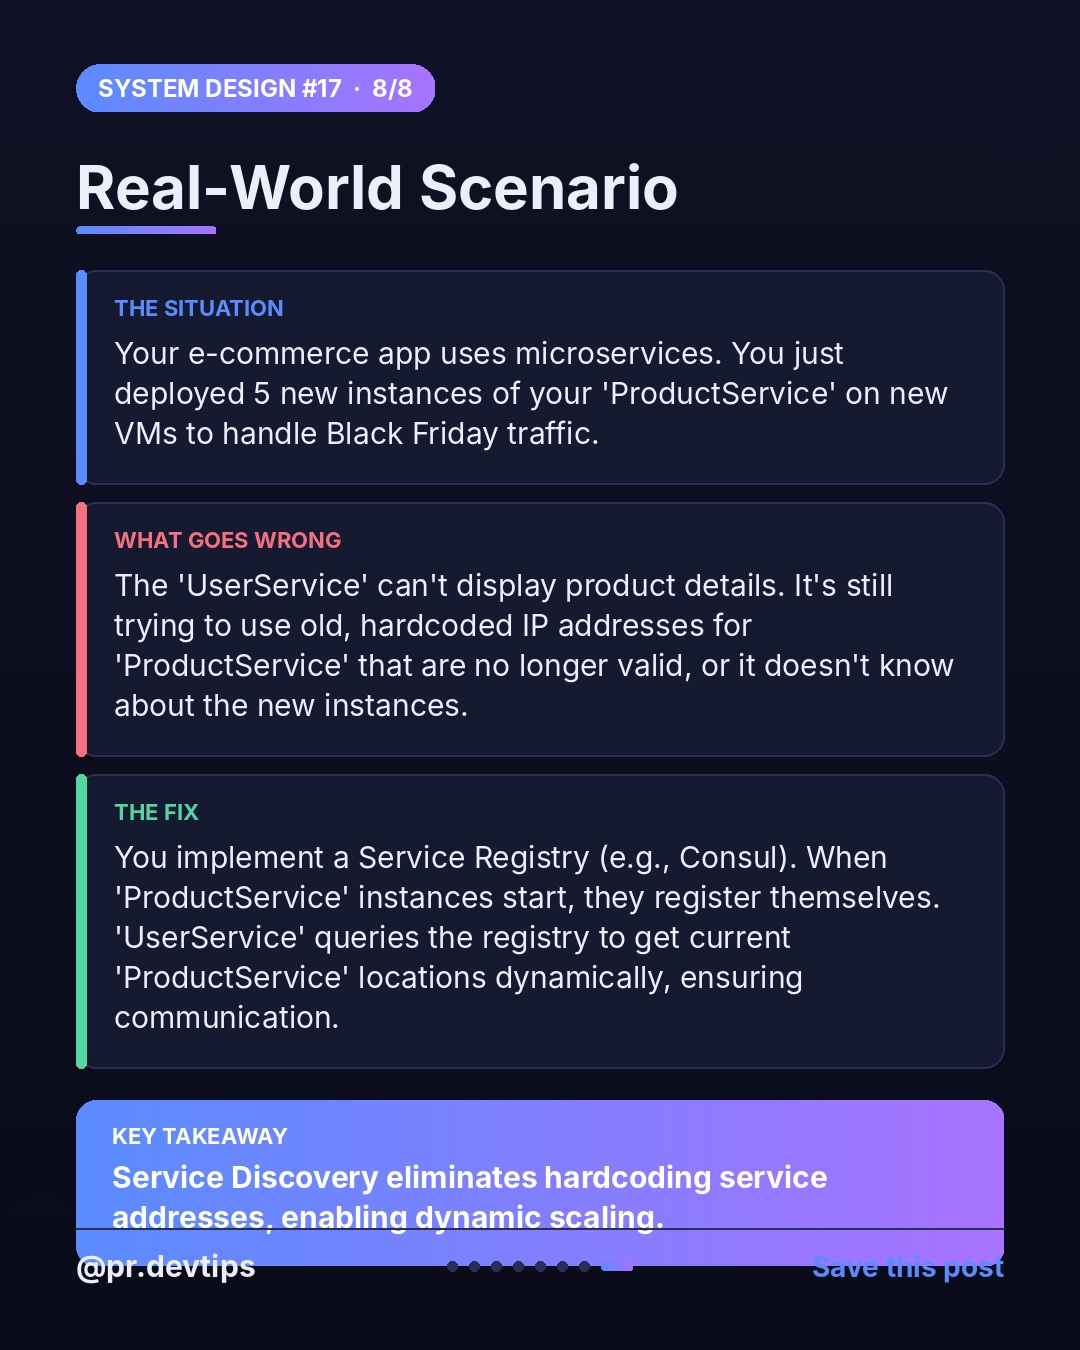 SYSTEM DESIGN #17 · 8/8
Real-World Scenario
THE SITUATION
Your e-commerce app uses microservices. You just
deployed 5 new instances of your 'ProductService' on new
VMs to handle Black Friday traffic.
WHAT GOES WRONG
The 'UserService' can't display product details. It's still
trying to use old, hardcoded IP addresses for
'ProductService' that are no longer valid, or it doesn't know
about the new instances.
THE FIX
You implement a Service Registry (e.g., Consul). When
'ProductService' instances start, they register themselves.
'UserService' queries the registry to get current
'ProductService' locations dynamically, ensuring
communication.
KEY TAKEAWAY
Service Discovery eliminates hardcoding service
addresses, enabling dynamic scaling.
@pr.devtips
Save this post